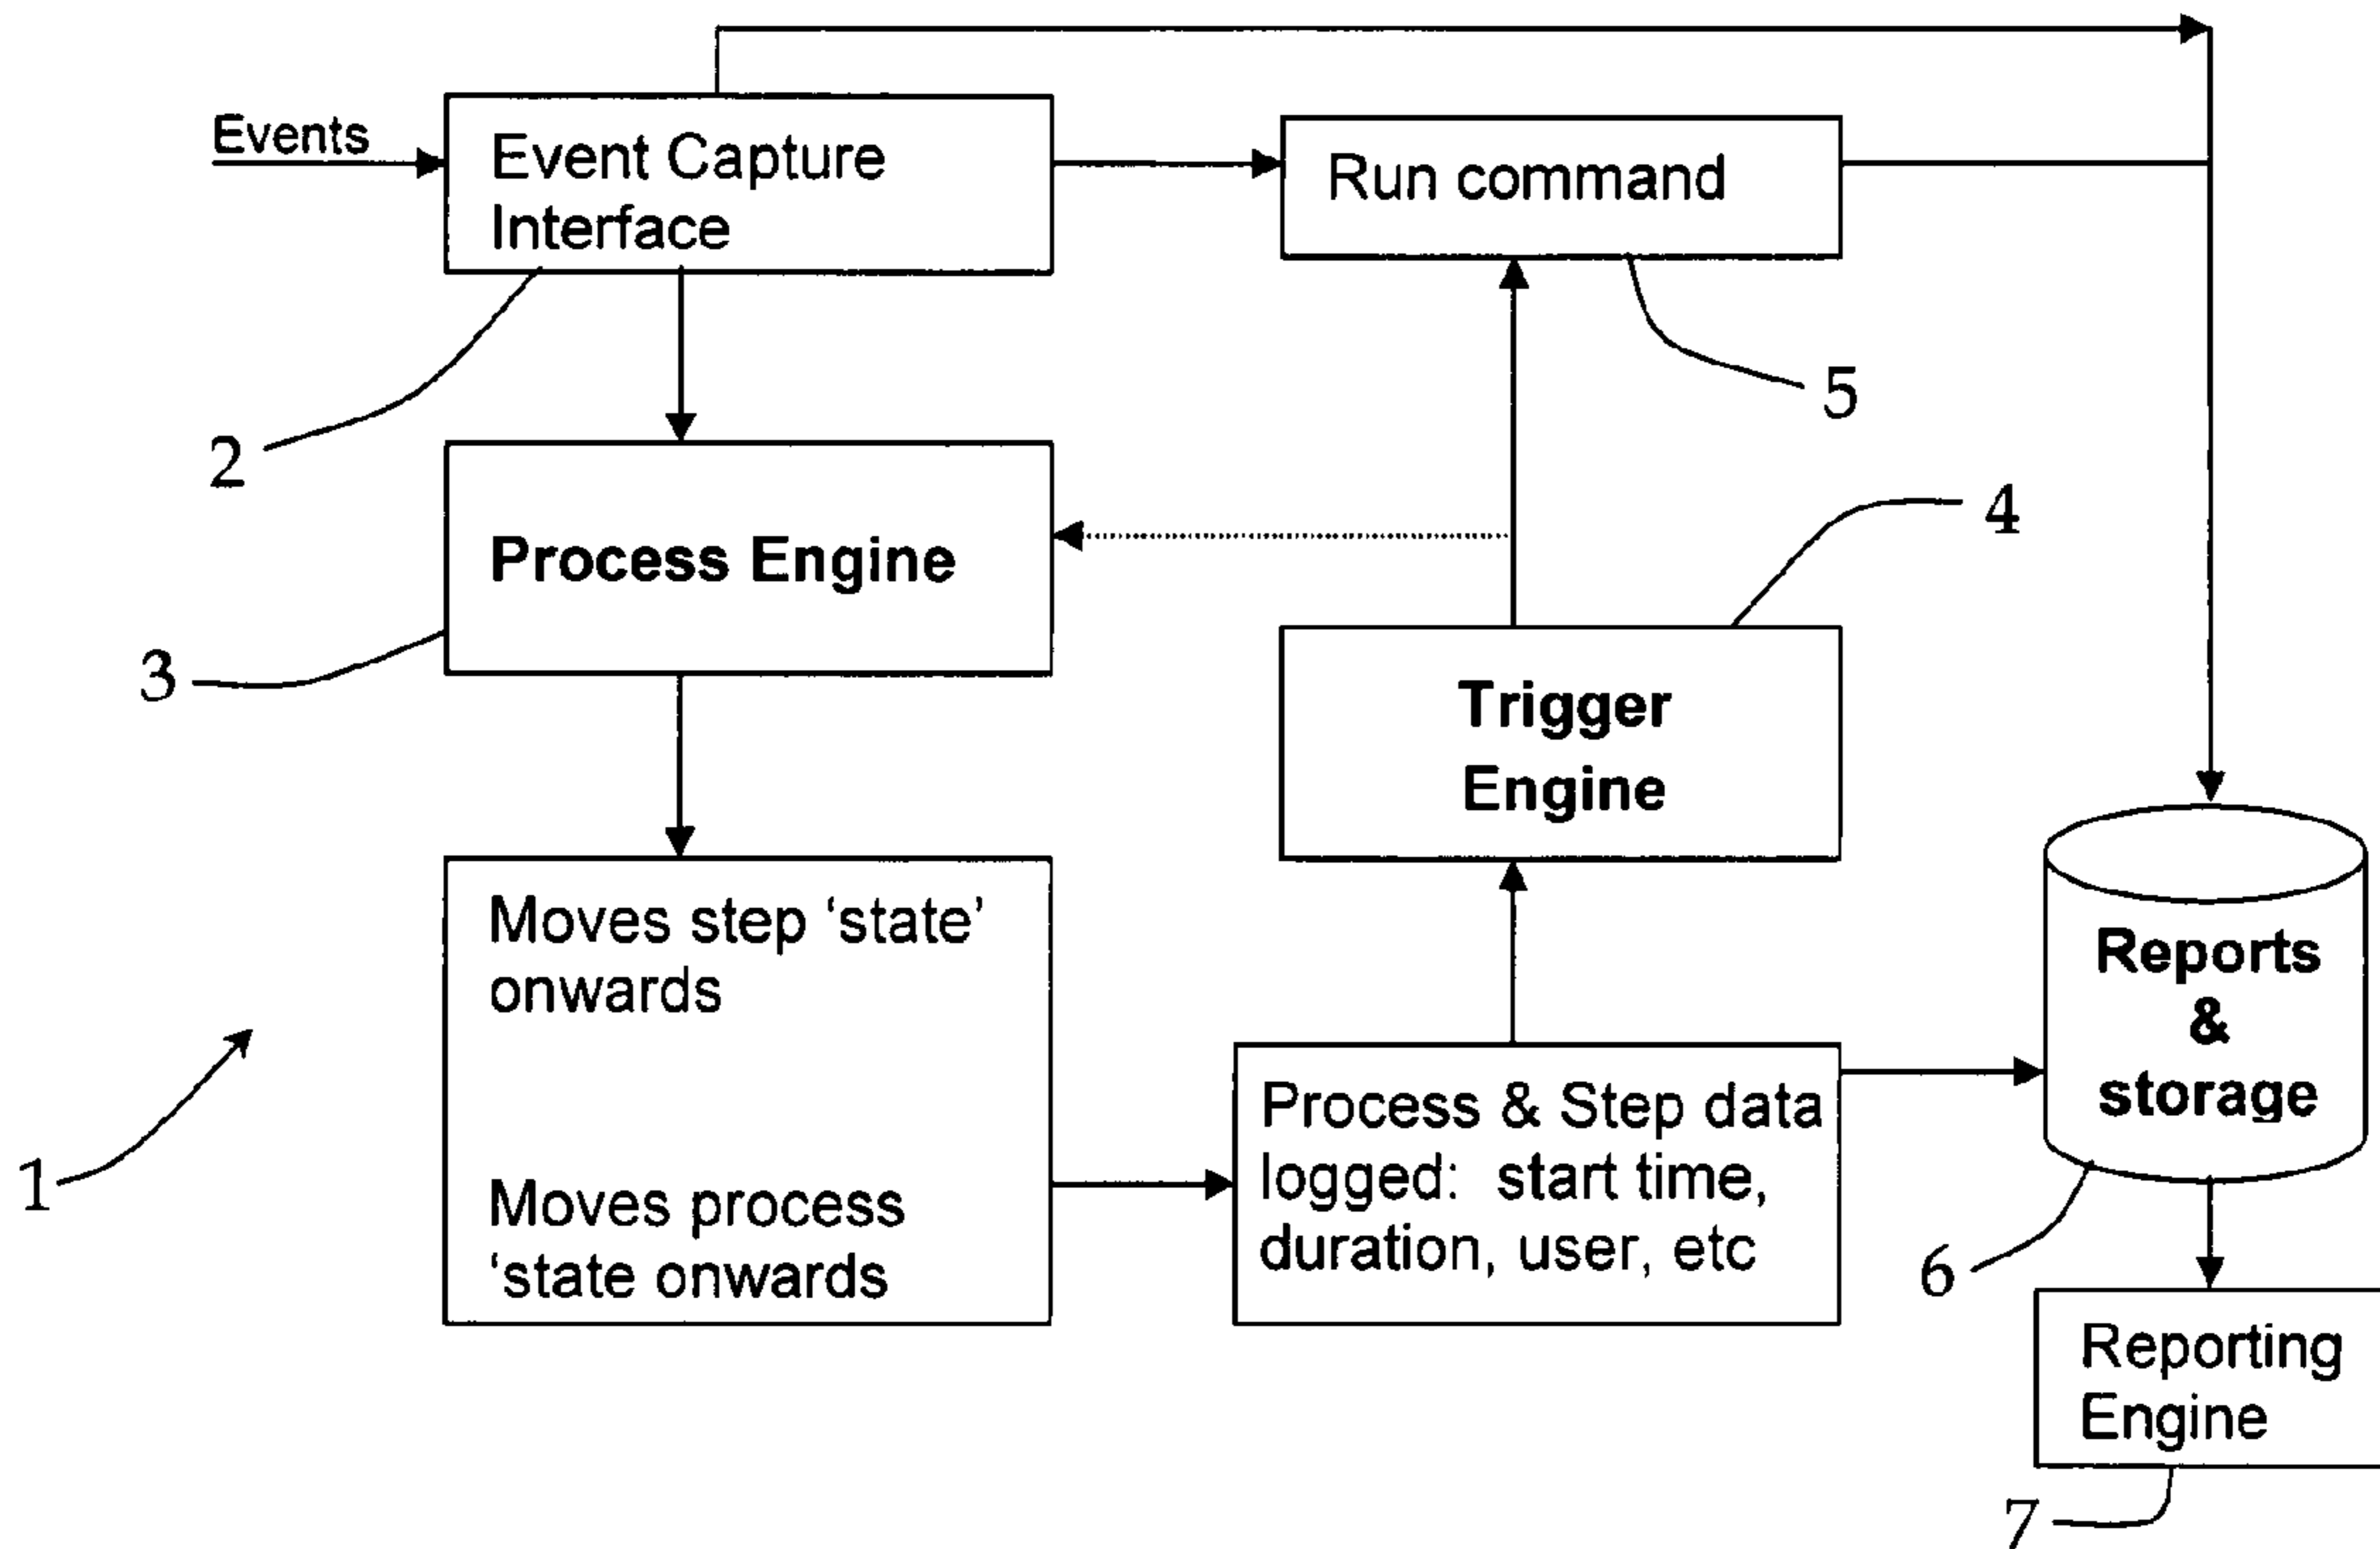 Events
Event Capture
Interface
Run command
2
5
Process Engine
4
3
Trigger
Engine
Moves step ‘state’
onwards
Moves process
‘state onwards
1
Process & Step data
logged: start time,
duration, user, etc
Reports
&
storage
6
Reporting
Engine
7